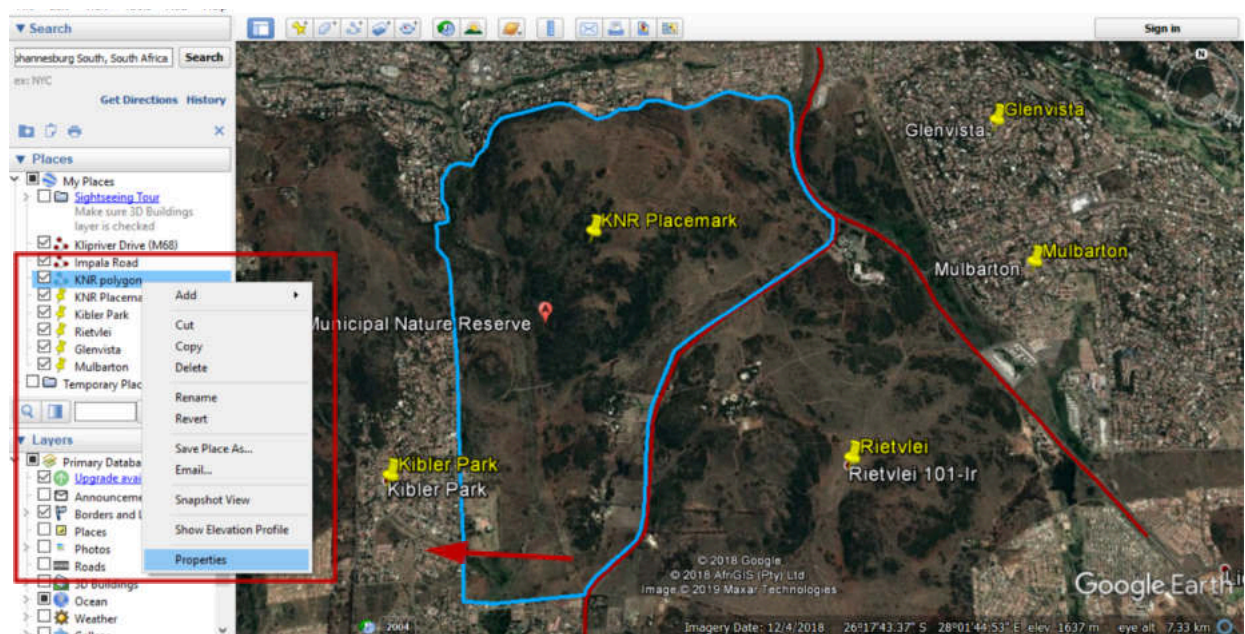 Search
Sign in
ohannesburg South, South Africa
Search
ex: NYC
Get Directions History
Places
My Places
Sightseeing Tour
Make sure 3D Buildings
layer is checked
Klipriver Drive (M68)
Impala Road
KNR polygon
KNR Placema
Kibler Park
Rietvlei
Glenvista
Mulbarton
Temporary Plac
Add
Cut
Copy
Delete
Rename
Revert
Save Place As...
Email...
Snapshot View
Show Elevation Profile
Properties
Layers
Primary Databa
Upgrade avai
Announceme
Borders and L
Places
Photos
Roads
3D Buildings
Ocean
Weather
N
Glenvista
Glenvista
KNR Placemark
Mulbarton
Mulbarton
Municipal Nature Reserve
A
Kibler Park
Kibler Park
Rietvlei
Rietvlei 101-Ir
© 2018 Google
© 2018 AfriGIS (Pty) Ltd
Image © 2019 Maxar Technologies
Google Earth
2004
Imagery Date: 12/4/2018 26°17'43.37" S 28°01'44.53" E elev 1637 m eye alt 7.33 km